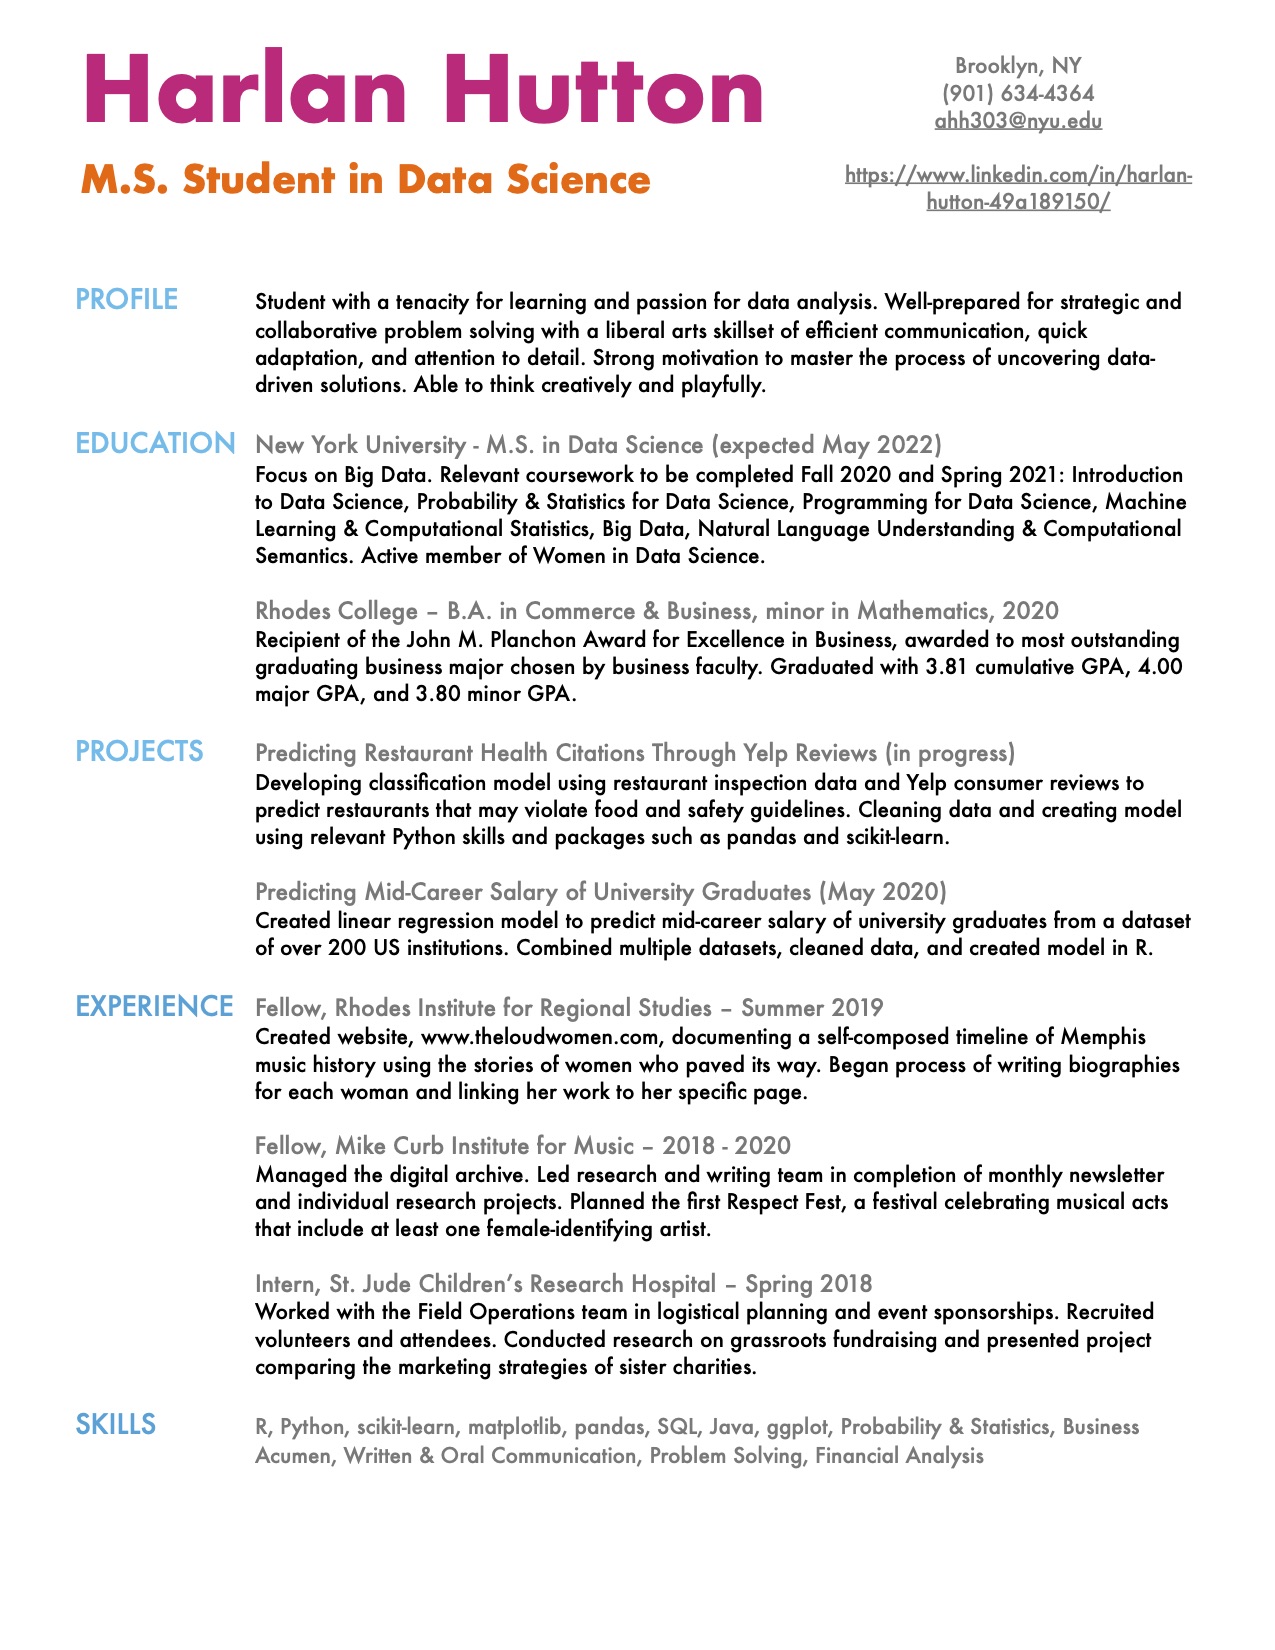 Harlan Hutton
M.S. Student in Data Science
Brooklyn, NY
(901) 634-4364
ahh303@nyu.edu
https://www.linkedin.com/in/harlan-
hutton-49a189150/
PROFILE
Student with a tenacity for learning and passion for data analysis. Well-prepared for strategic and
collaborative problem solving with a liberal arts skillset of efficient communication, quick
adaptation, and attention to detail. Strong motivation to master the process of uncovering data-
driven solutions. Able to think creatively and playfully.
EDUCATION
New York University - M.S. in Data Science (expected May 2022)
Focus on Big Data. Relevant coursework to be completed Fall 2020 and Spring 2021: Introduction
to Data Science, Probability & Statistics for Data Science, Programming for Data Science, Machine
Learning & Computational Statistics, Big Data, Natural Language Understanding & Computational
Semantics. Active member of Women in Data Science.
Rhodes College – B.A. in Commerce & Business, minor in Mathematics, 2020
Recipient of the John M. Planchon Award for Excellence in Business, awarded to most outstanding
graduating business major chosen by business faculty. Graduated with 3.81 cumulative GPA, 4.00
major GPA, and 3.80 minor GPA.
PROJECTS
Predicting Restaurant Health Citations Through Yelp Reviews (in progress)
Developing classification model using restaurant inspection data and Yelp consumer reviews to
predict restaurants that may violate food and safety guidelines. Cleaning data and creating model
using relevant Python skills and packages such as pandas and scikit-learn.
Predicting Mid-Career Salary of University Graduates (May 2020)
Created linear regression model to predict mid-career salary of university graduates from a dataset
of over 200 US institutions. Combined multiple datasets, cleaned data, and created model in R.
EXPERIENCE
Fellow, Rhodes Institute for Regional Studies – Summer 2019
Created website, www.theloudwomen.com, documenting a self-composed timeline of Memphis
music history using the stories of women who paved its way. Began process of writing biographies
for each woman and linking her work to her specific page.
Fellow, Mike Curb Institute for Music – 2018 - 2020
Managed the digital archive. Led research and writing team in completion of monthly newsletter
and individual research projects. Planned the first Respect Fest, a festival celebrating musical acts
that include at least one female-identifying artist.
Intern, St. Jude Children’s Research Hospital – Spring 2018
Worked with the Field Operations team in logistical planning and event sponsorships. Recruited
volunteers and attendees. Conducted research on grassroots fundraising and presented project
comparing the marketing strategies of sister charities.
SKILLS
R, Python, scikit-learn, matplotlib, pandas, SQL, Java, ggplot, Probability & Statistics, Business
Acumen, Written & Oral Communication, Problem Solving, Financial Analysis